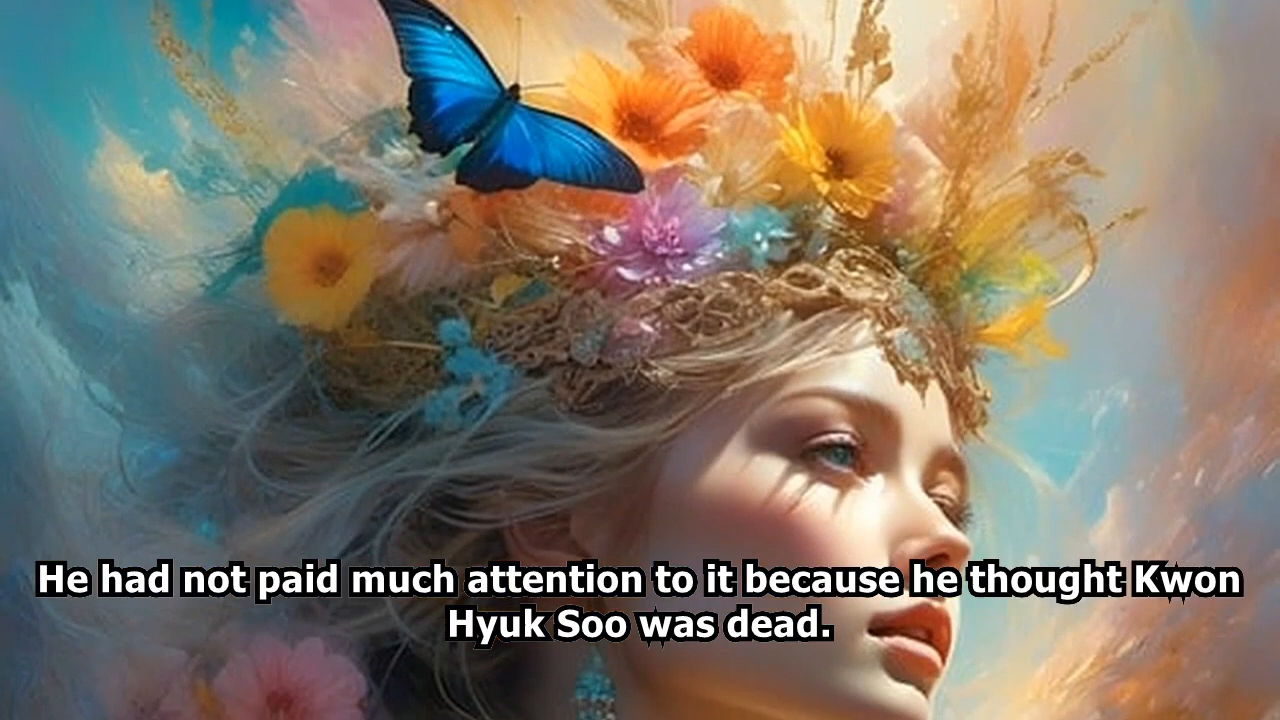 He had not paid much attention to it because he thought Kwon
Hyuk Soo was dead.